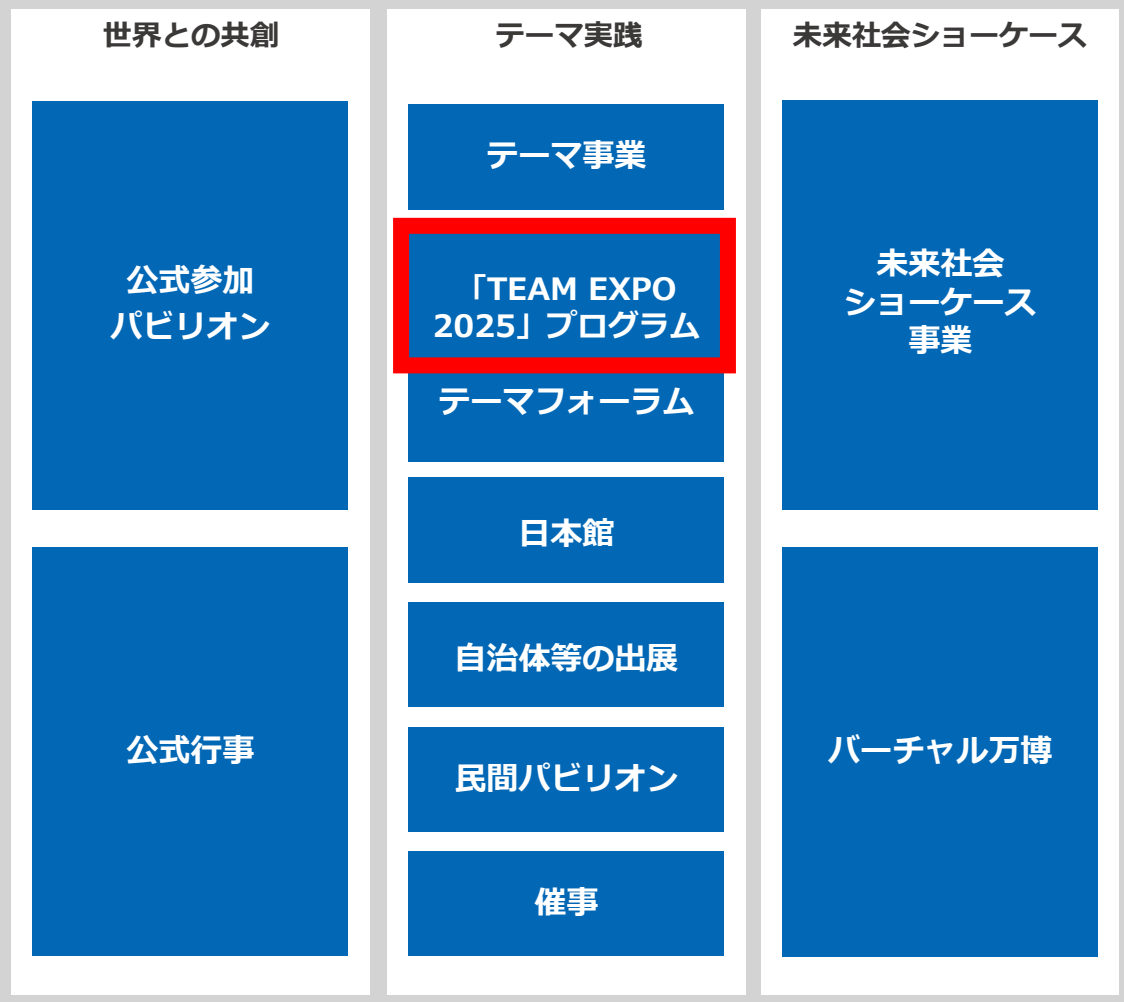 世界との共創
公式参加
パビリオン
公式行事
テーマ実践
テーマ事業
「TEAM EXPO
2025」プログラム
テーマフォーラム
日本館
自治体等の出展
民間パビリオン
催事
未来社会ショーケース
未来社会
ショーケース
事業
バーチャル万博